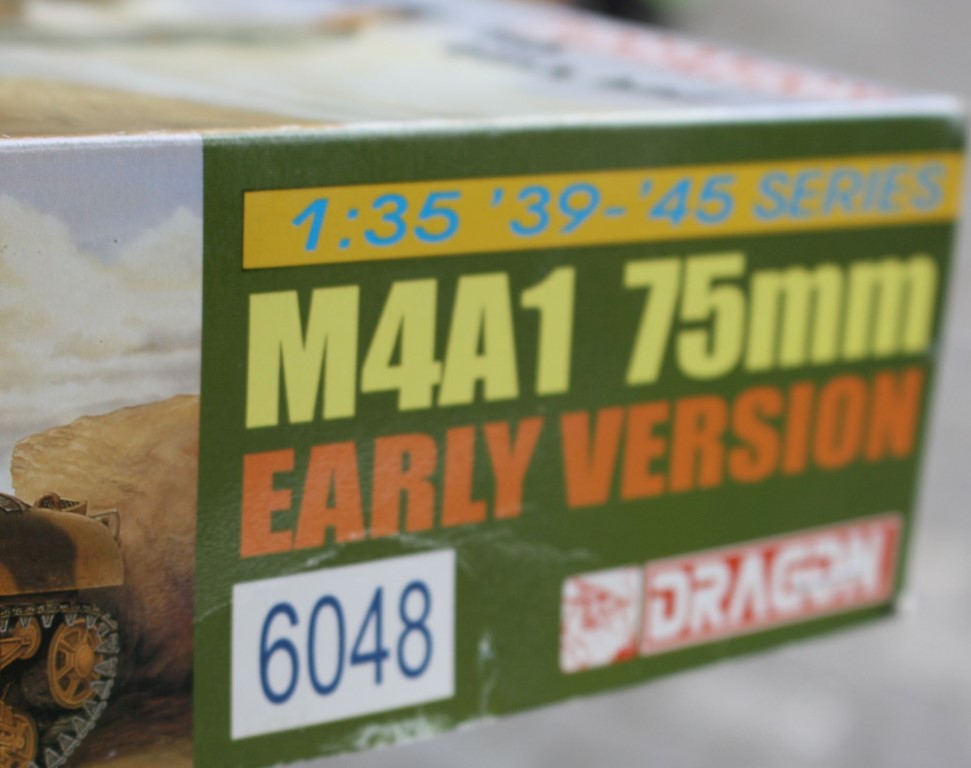 1:35 '39-'45 SERIES
M4A1 75mm
EARLY VERSION
6048
DRAGON